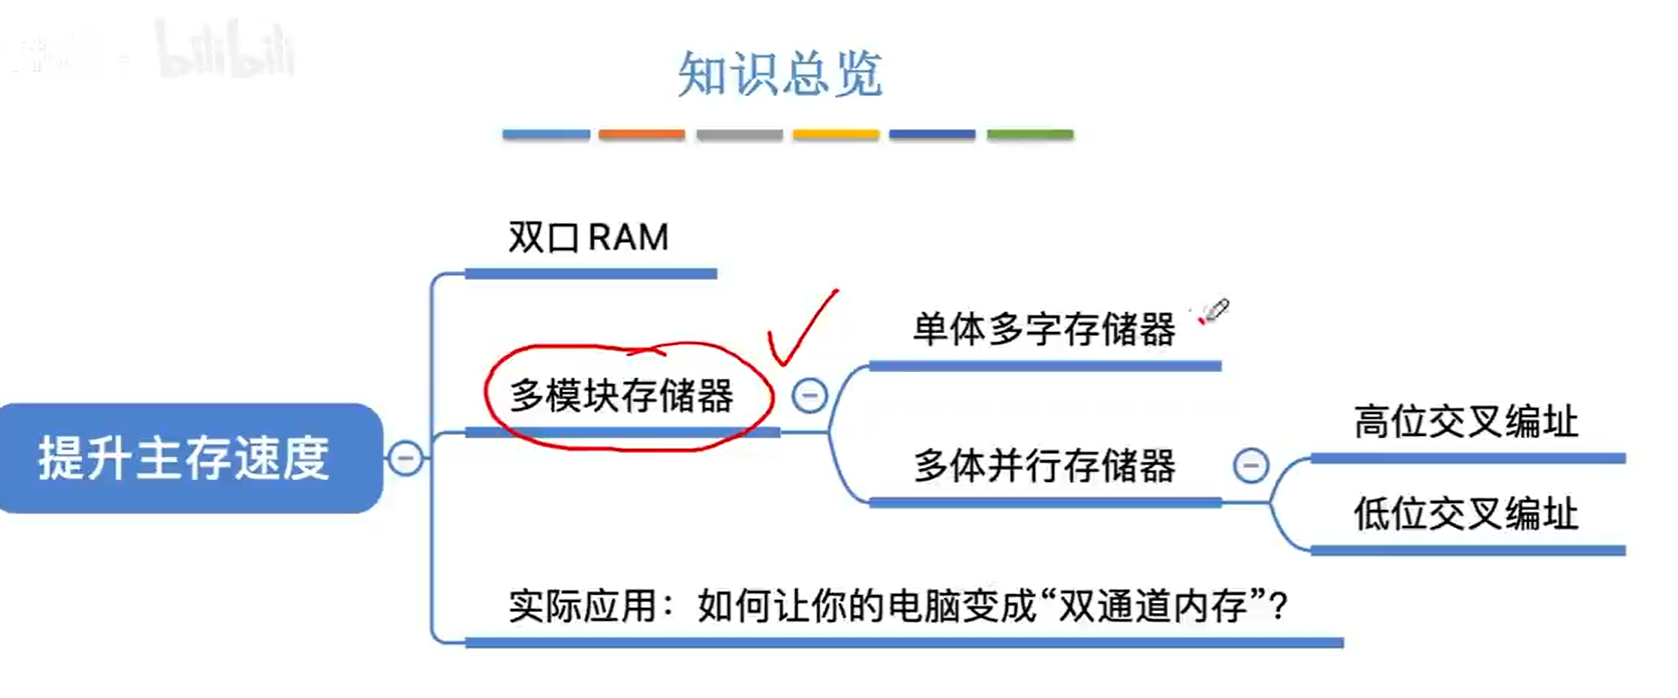 bilibili
知识总览
双口RAM
单体多字存储器
多模块存储器
高位交叉编址
提升主存速度
多体并行存储器
低位交叉编址
实际应用：如何让你的电脑变成“双通道内存”?